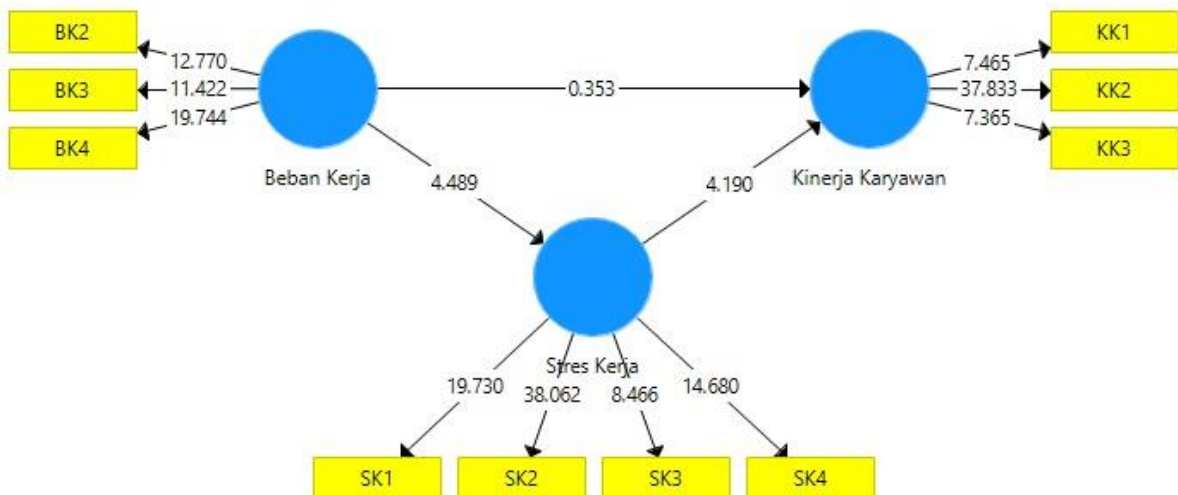 BK2
BK3
BK4
12.770
11.422
19.744
Beban Kerja
0.353
4.489
4.190
Kinerja Karyawan
7.465
37.833
7.365
KK1
KK2
KK3
Stres Kerja
19.730
38.062
8.466
14.680
SK1
SK2
SK3
SK4